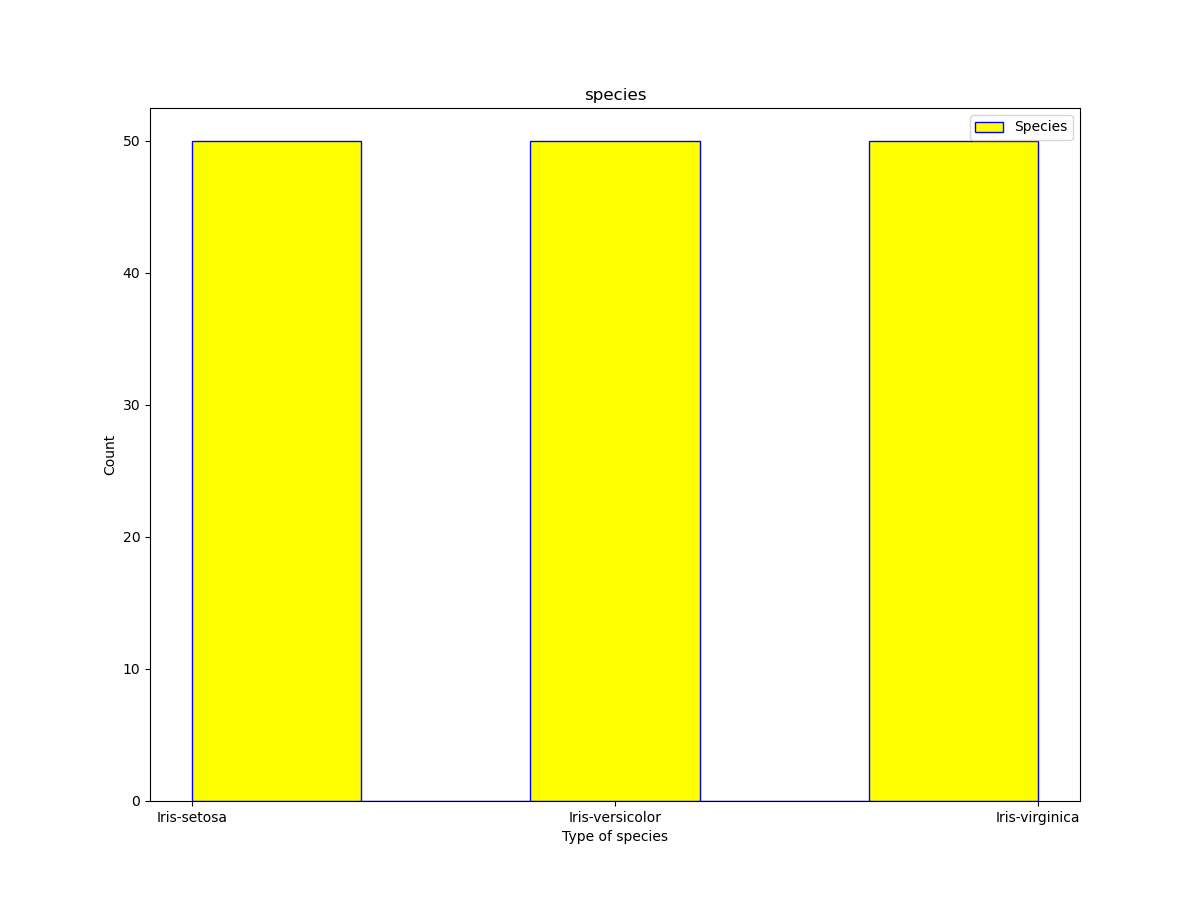 species
Species
50
40
30
20
10
0
Count
Iris-setosa
Iris-versicolor
Iris-virginica
Type of species